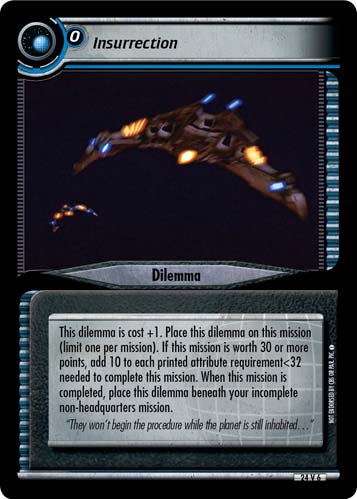 0 Insurrection
Dilemma
This dilemma is cost +1. Place this dilemma on this mission
(limit one per mission). If this mission is worth 30 or more
points, add 10 to each printed attribute requirement<32
needed to complete this mission. When this mission is
completed, place this dilemma beneath your incomplete
non-headquarters mission.
"They won't begin the procedure while the planet is still inhabited…"
NOT ENDORSED BY CBS OR PAR. PIC.
24 V 6